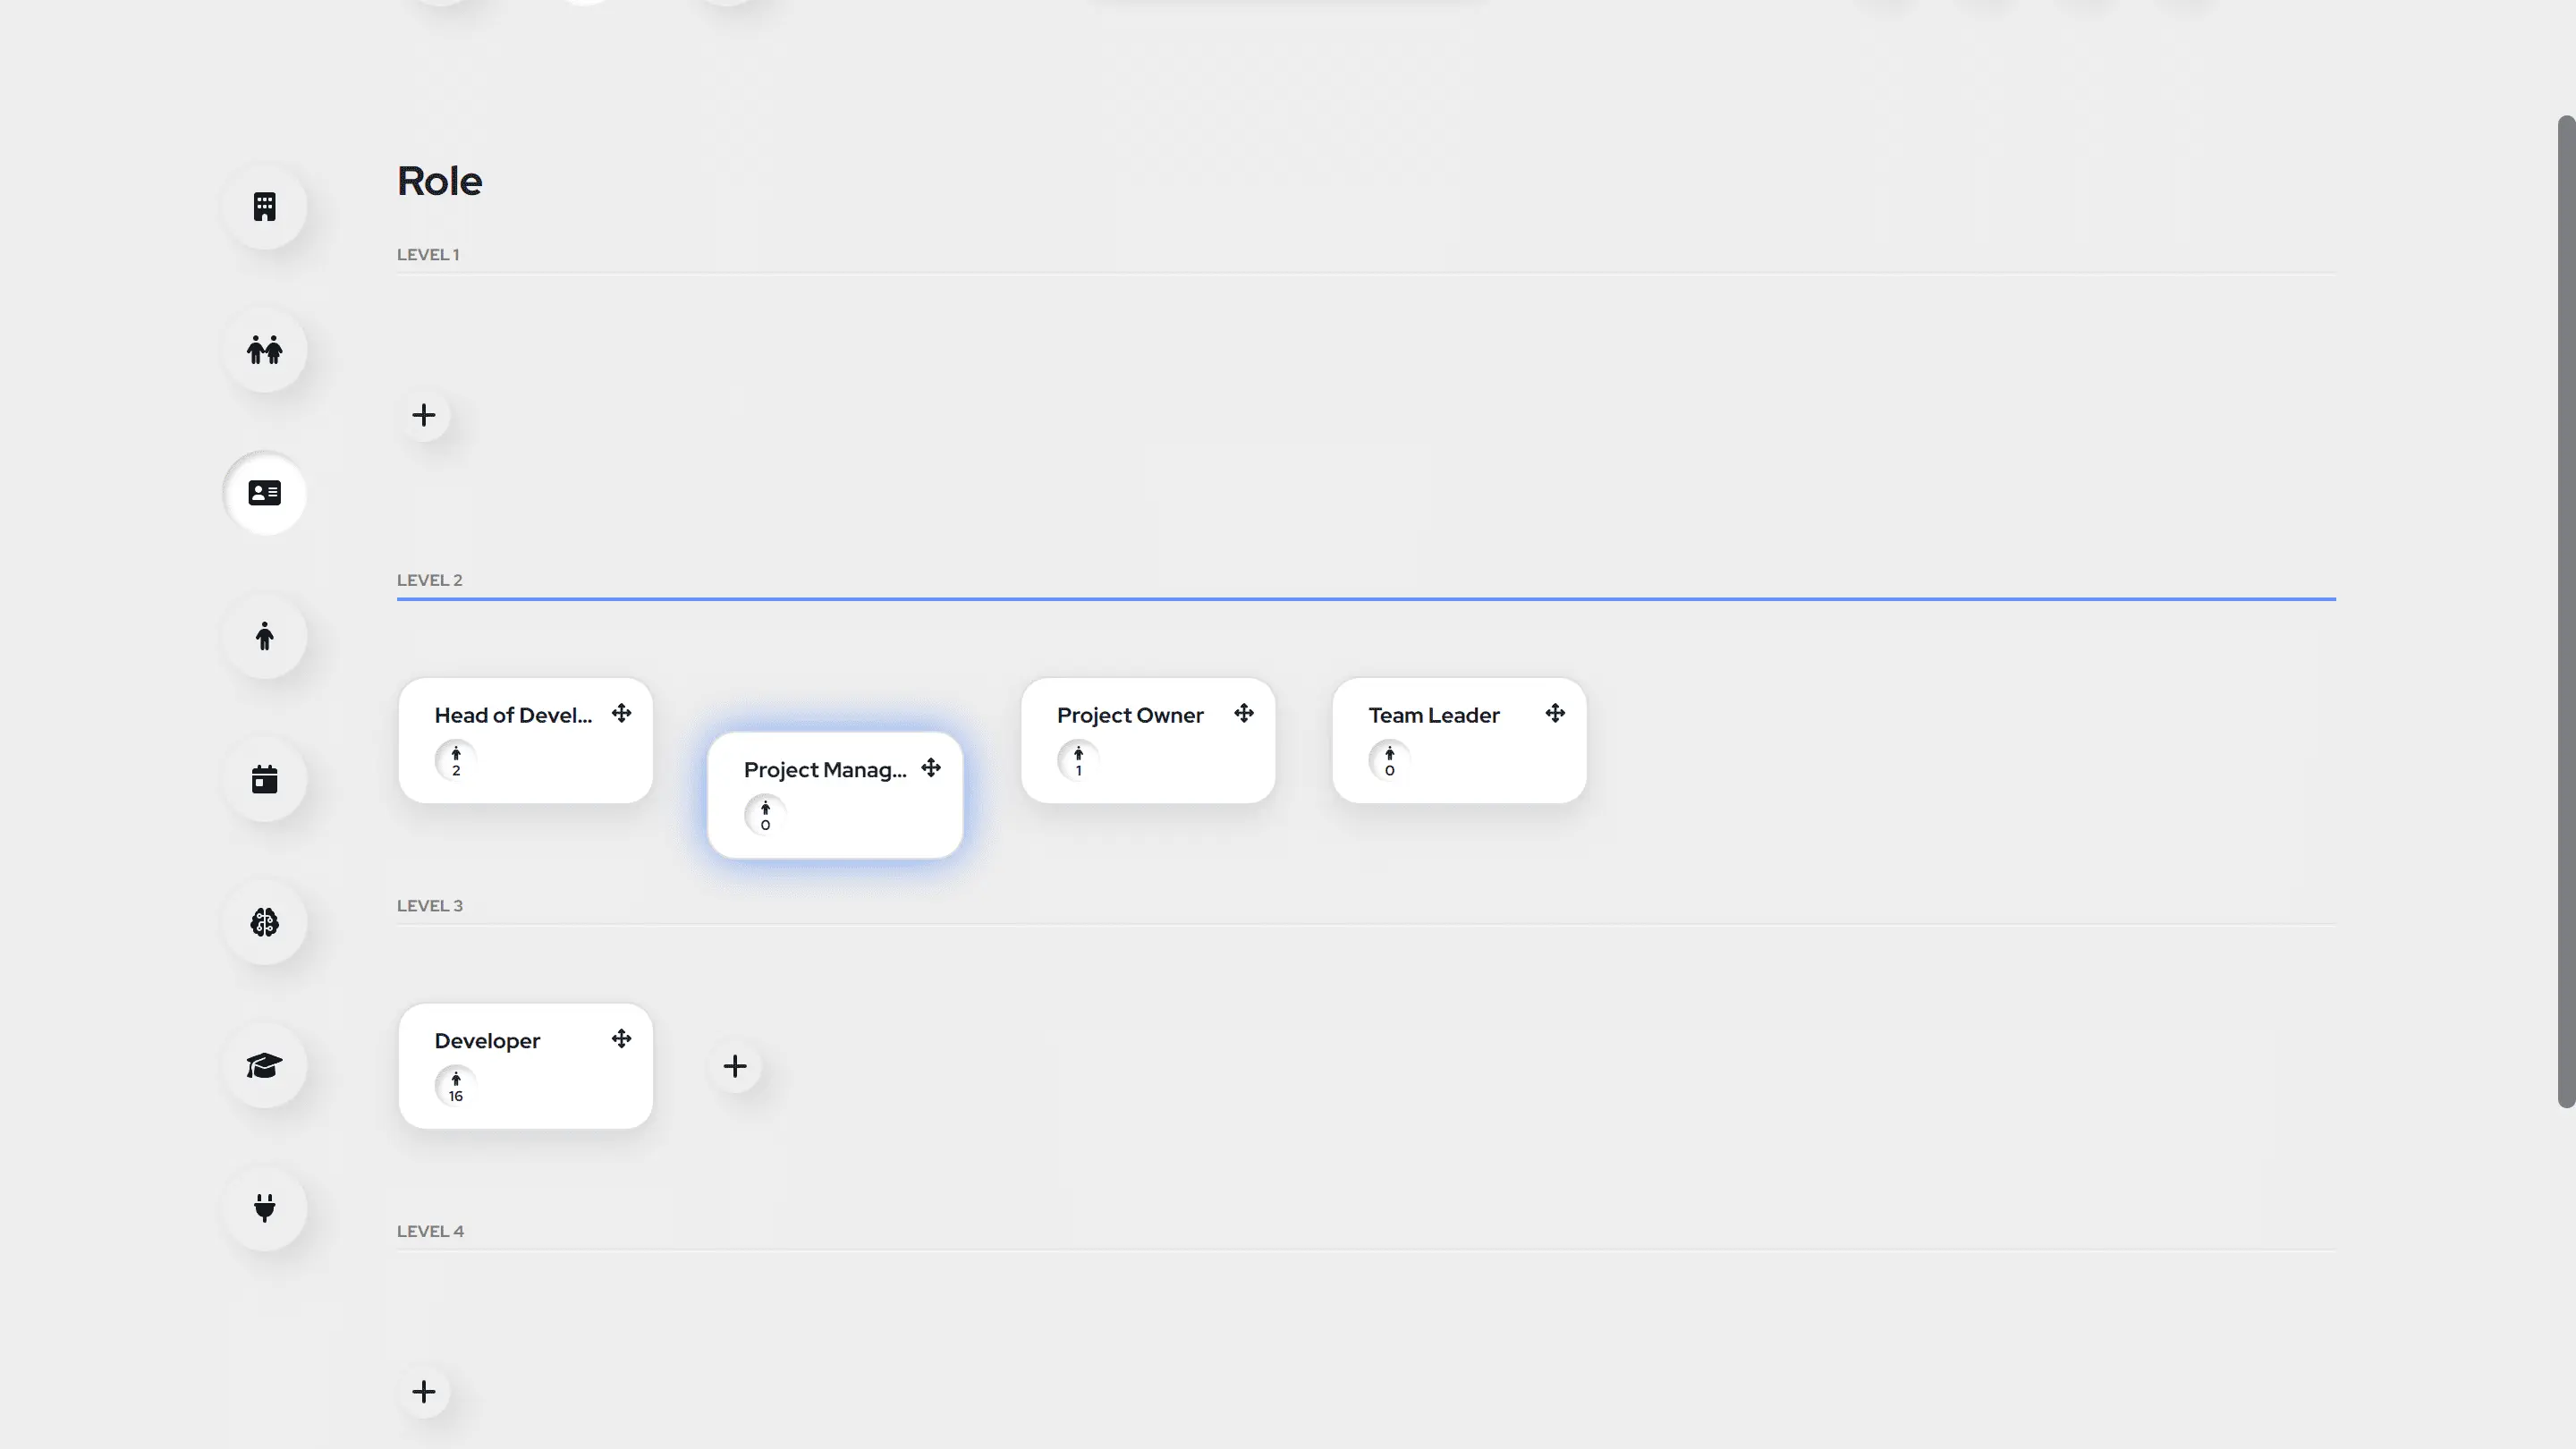 Role
LEVEL 1
LEVEL 2
Head of Devel...
2
Project Manag...
0
Project Owner
1
Team Leader
0
LEVEL 3
Developer
16
LEVEL 4